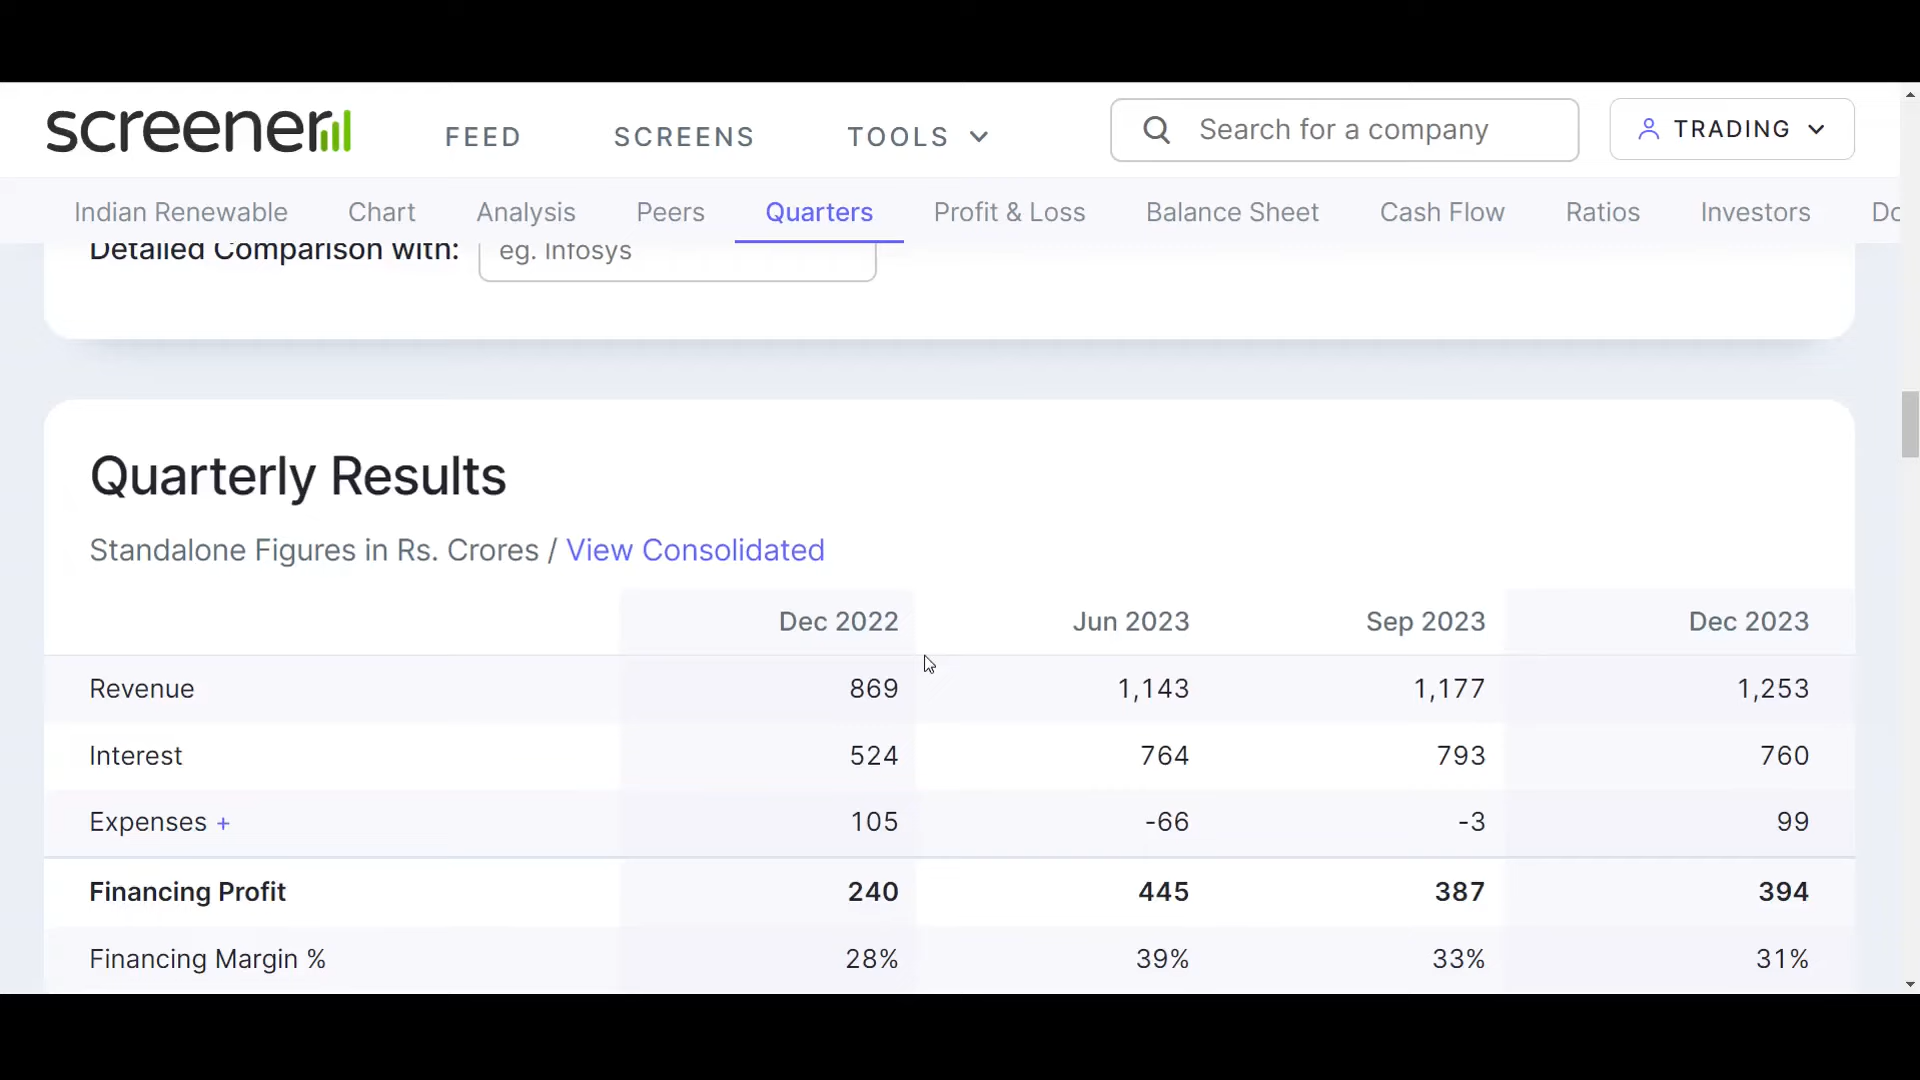 screener
FEED SCREENS TOOLS Search for a company TRADING
Indian Renewable Chart Analysis Peers Quarters Profit & Loss Balance Sheet Cash Flow Ratios Investors Do
Detailed Comparison with: eg. Infosys
Quarterly Results
Standalone Figures in Rs. Crores / View Consolidated
Dec 2022 Jun 2023 Sep 2023 Dec 2023
Revenue 869 1,143 1,177 1,253
Interest 524 764 793 760
Expenses + 105 -66 -3 99
Financing Profit 240 445 387 394
Financing Margin % 28% 39% 33% 31%